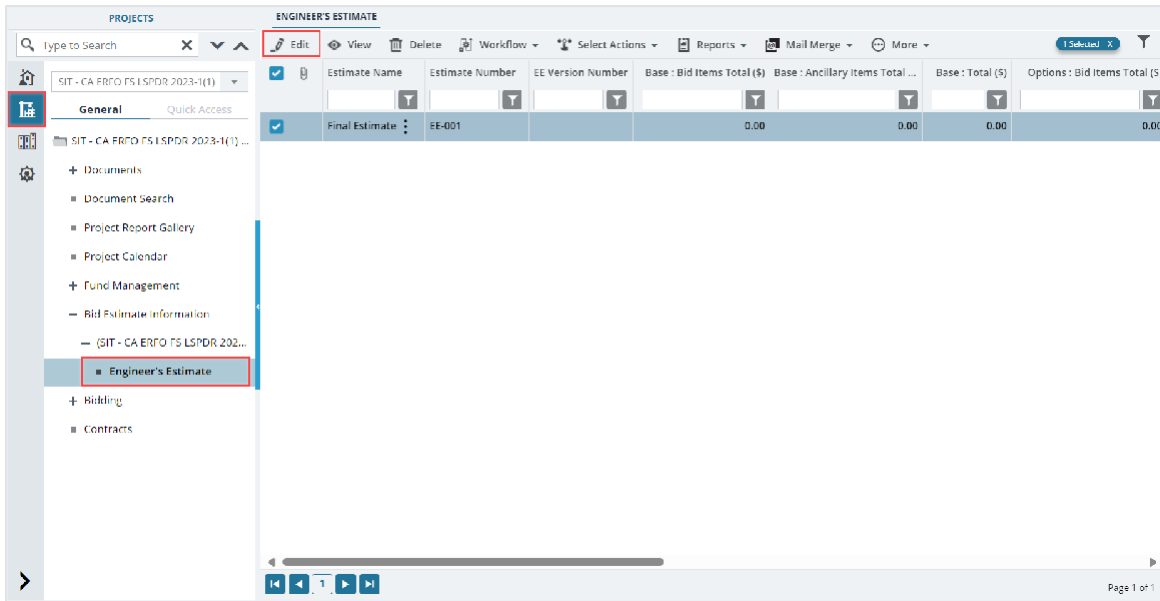 PROJECTS
Type to Search
SIT - CA ERFO FS LSPDR 2023-1(1)
General Quick Access
SIT - CA ERFO FS LSPDR 2023-1(1) ...
Documents
Document Search
Project Report Gallery
Project Calendar
Fund Management
Bid Estimate Information
(SIT - CA ERFO FS LSPDR 202...
Engineer's Estimate
Bidding
Contracts
ENGINEER'S ESTIMATE
Edit View Delete Workflow Select Actions Reports Mail Merge More 1 Selected X
Estimate Name Estimate Number EE Version Number Base : Bid Items Total ($) Base : Ancillary Items Total ... Base : Total ($) Options : Bid Items Total ($
Final Estimate EE-001 0.00 0.00 0.00 0.00
1
Page 1 of 1